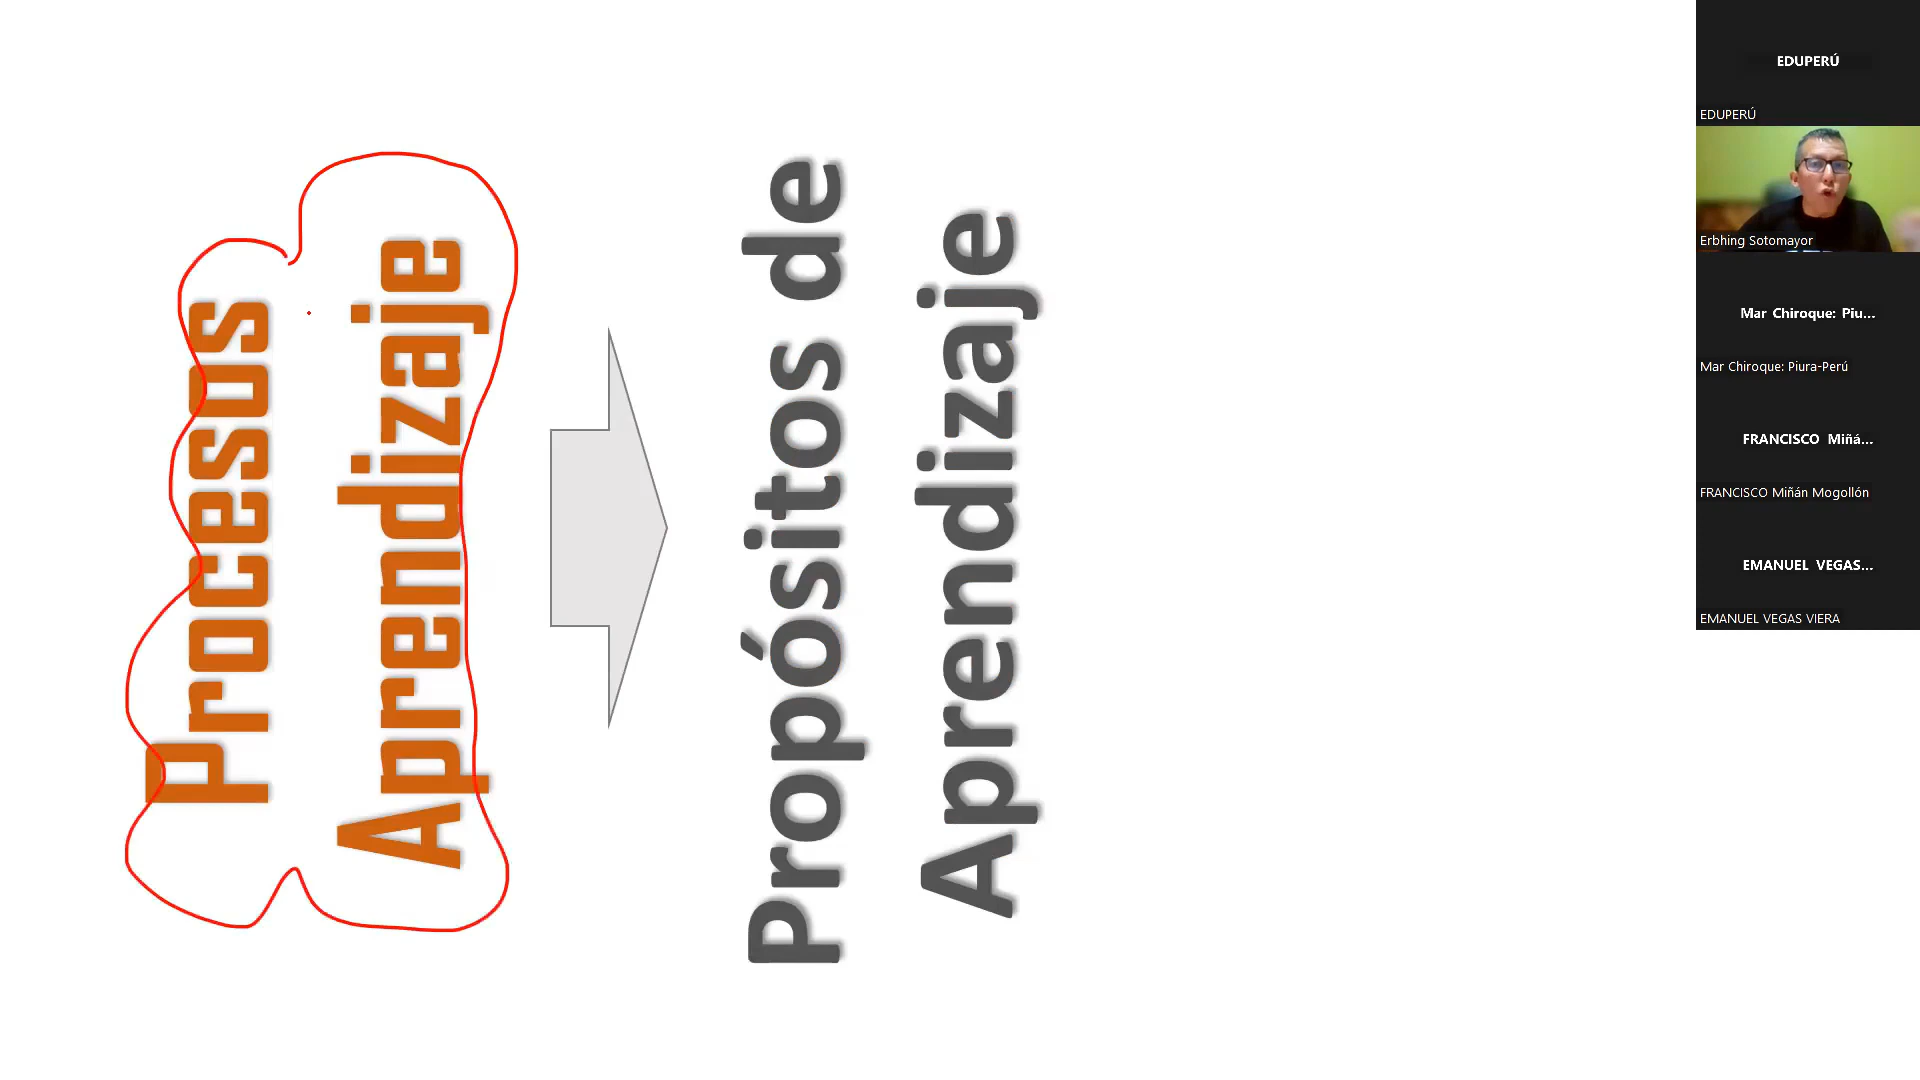 Procesos
Aprendizaje
Propósitos de
Aprendizaje
EDUPERÚ
EDUPERÚ
Erbhing Sotomayor
Mar Chiroque: Piu...
Mar Chiroque: Piura-Perú
FRANCISCO Miñá...
FRANCISCO Miñán Mogollón
EMANUEL VEGAS...
EMANUEL VEGAS VIERA